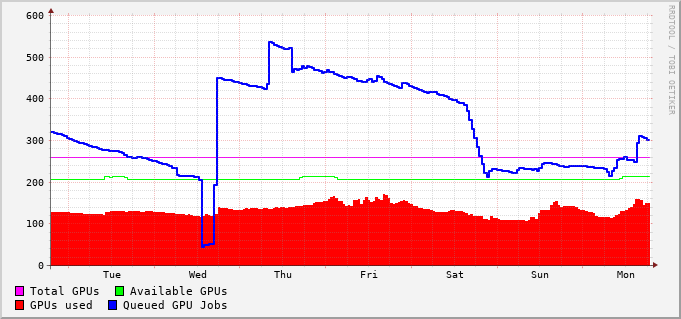 600
500
400
300
200
100
0
Tue Wed Thu Fri Sat Sun Mon
Total GPUs Available GPUs
GPUs used Queued GPU Jobs
RRDTOOL / TOBI OETIKER